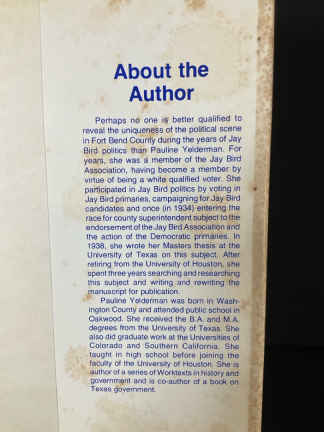 About the
Author
Perhaps no one is better qualified to
reveal the uniqueness of the political scene
in Fort Bend County during the years of Jay
Bird politics than Pauline Yelderman. For
years, she was a member of the Jay Bird
Association, having become a member by
virtue of being a white qualified voter. She
participated in Jay Bird politics by voting in
Jay Bird primaries, campaigning for Jay Bird
candidates and once (in 1934) entering the
race for county superintendent subject to the
endorsement of the Jay Bird Association and
the action of the Democratic primaries. In
1938, she wrote her Masters thesis at the
University of Texas on this subject. After
retiring from the University of Houston, she
spent three years searching and researching
this subject and writing and rewriting the
manuscript for publication.
Pauline Yelderman was born in Wash-
ington County and attended public school in
Oakwood. She received the B.A. and M.A.
degrees from the University of Texas. She
also did graduate work at the Universities of
Colorado and Southern California. She
taught in high school before joining the
faculty of the University of Houston. She is
author of a series of Worktexts in history and
government and is co-author of a book on
Texas government.